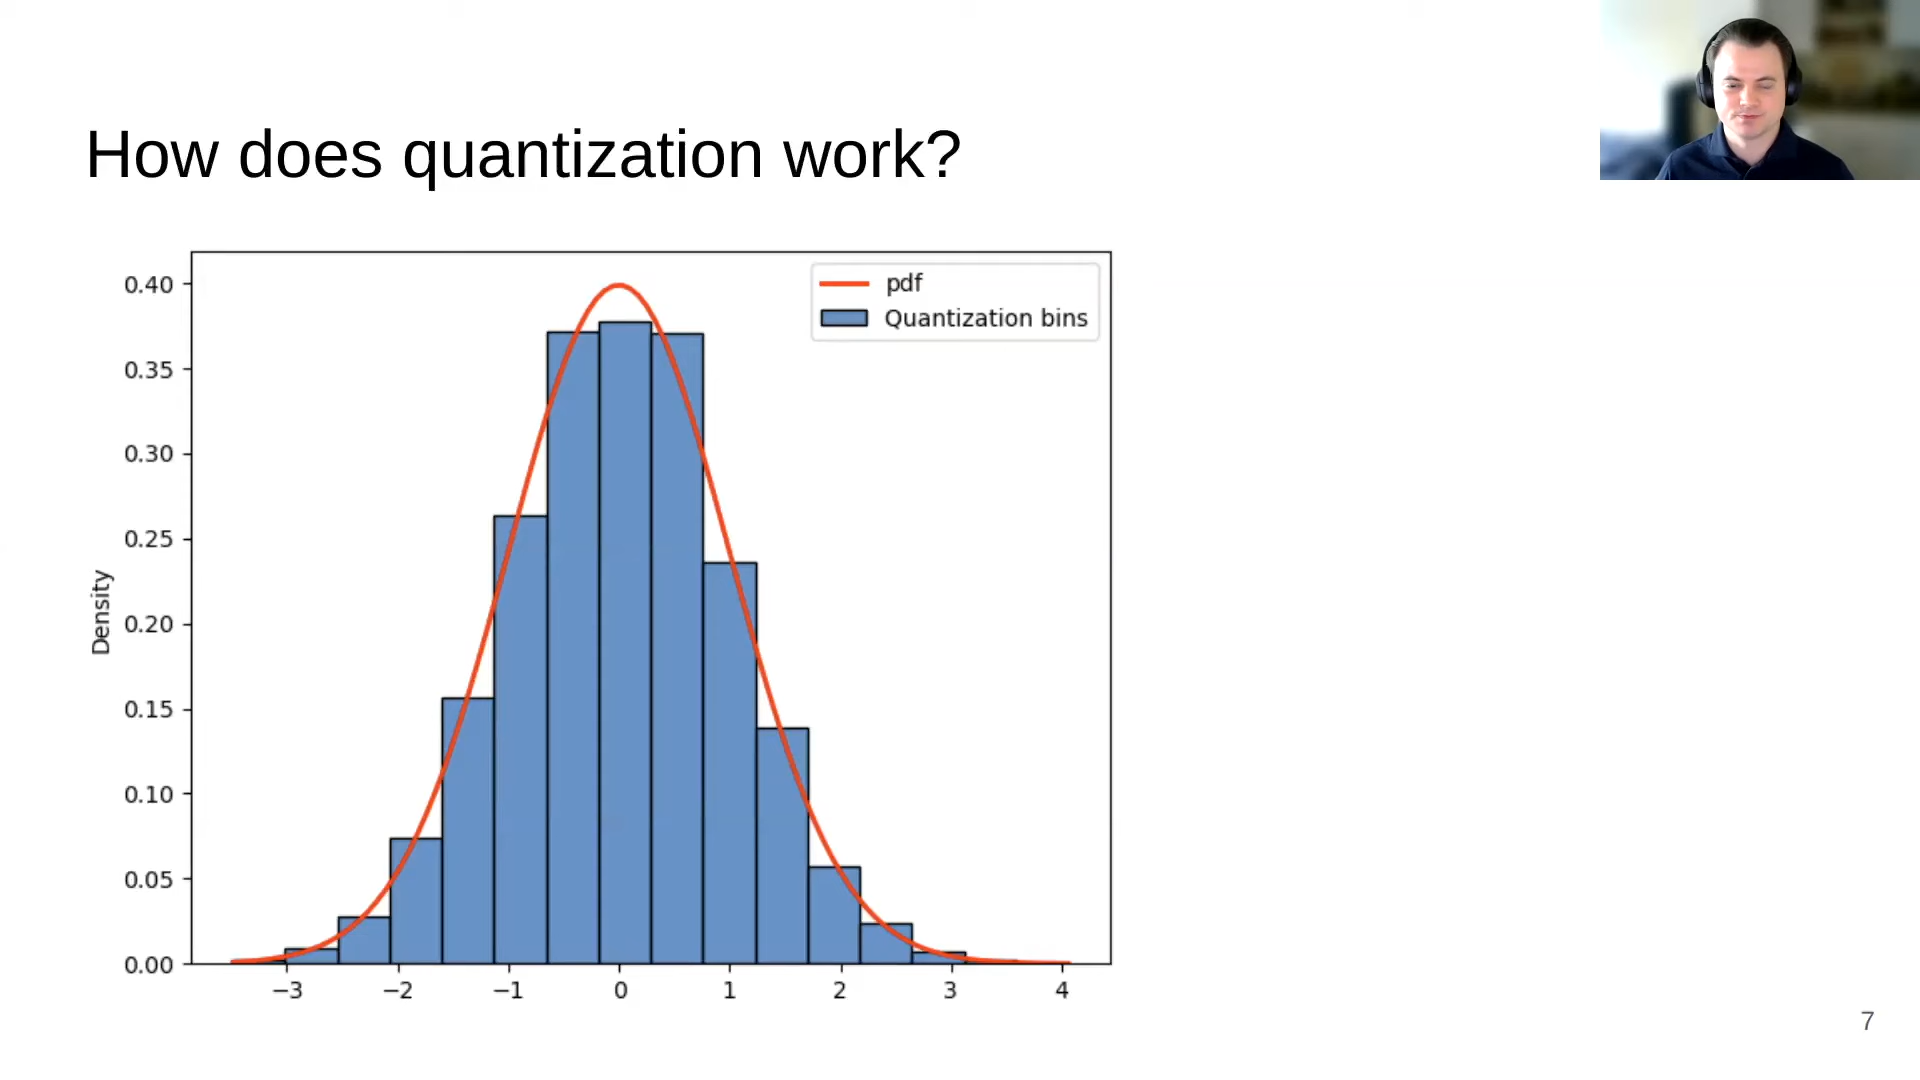 How does quantization work?
pdf
Quantization bins
0.40
0.35
0.30
0.25
0.20
0.15
0.10
0.05
0.00
Density
−3 −2 −1 0 1 2 3 4
7